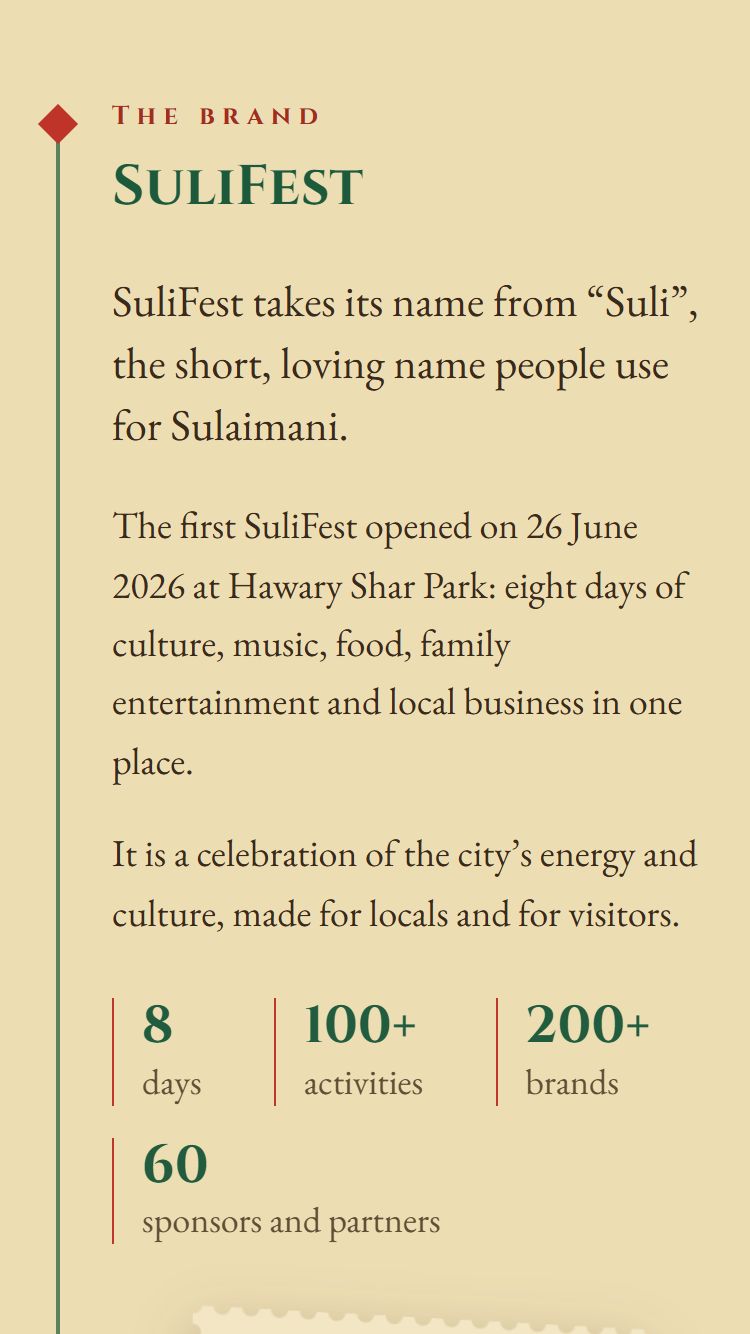 The brand
SuliFest
SuliFest takes its name from “Suli”,
the short, loving name people use
for Sulaimani.
The first SuliFest opened on 26 June
2026 at Hawary Shar Park: eight days of
culture, music, food, family
entertainment and local business in one
place.
It is a celebration of the city’s energy and
culture, made for locals and for visitors.
8
days
100+
activities
200+
brands
60
sponsors and partners